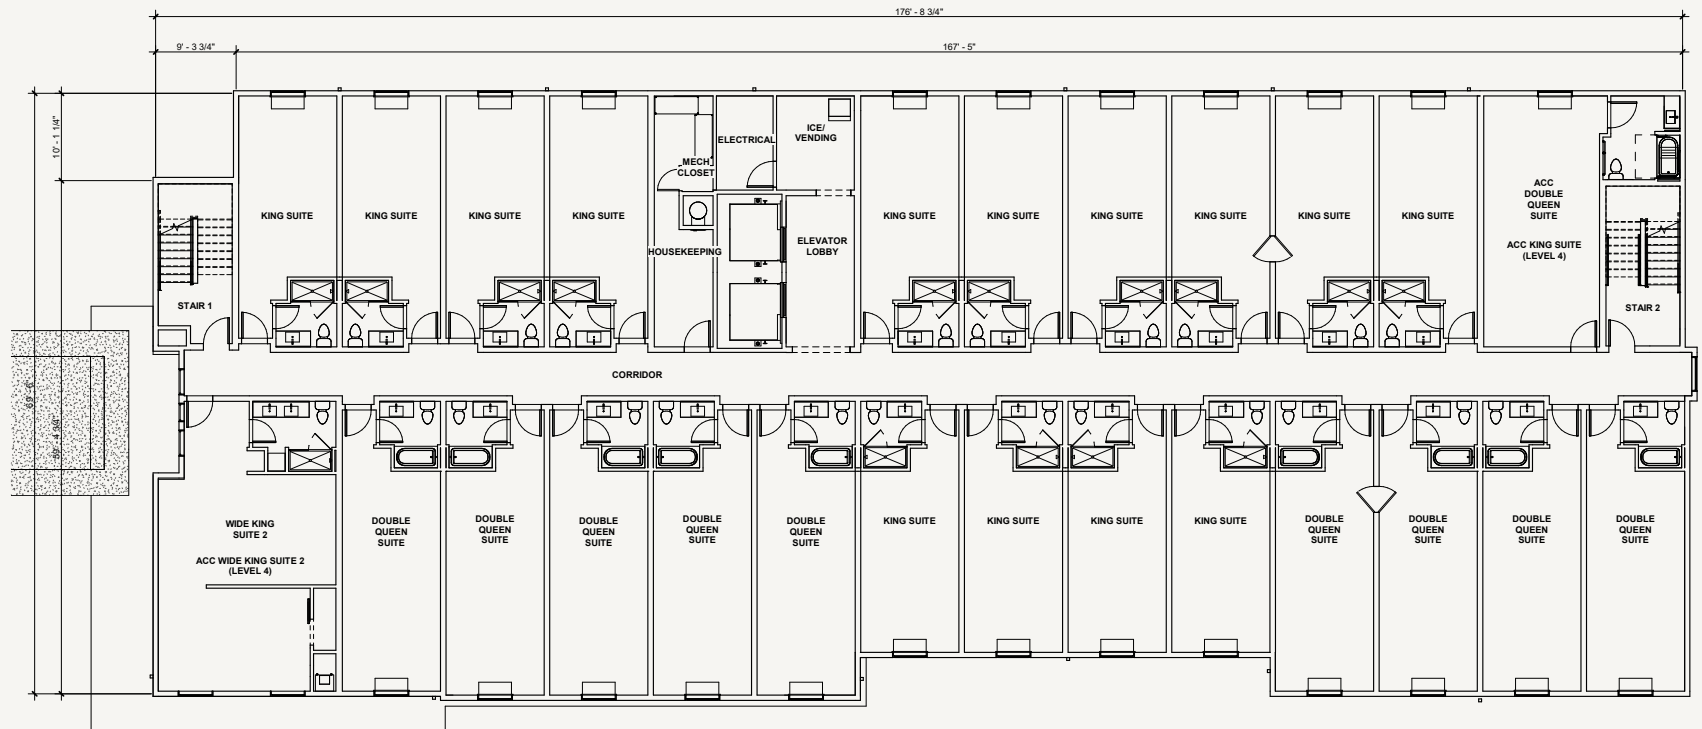 176' - 8 3/4"
9' - 3 3/4"
167' - 5"
10' - 1 1/4"
ICE/
VENDING
ELECTRICAL
MECH
CLOSET
KING SUITE
KING SUITE
KING SUITE
KING SUITE
KING SUITE
KING SUITE
KING SUITE
KING SUITE
KING SUITE
KING SUITE
ACC
DOUBLE
QUEEN
SUITE
ACC KING SUITE
(LEVEL 4)
HOUSEKEEPING
ELEVATOR
LOBBY
STAIR 1
STAIR 2
CORRIDOR
69' - 6"
WIDE KING
SUITE 2
ACC WIDE KING SUITE 2
(LEVEL 4)
DOUBLE
QUEEN
SUITE
DOUBLE
QUEEN
SUITE
DOUBLE
QUEEN
SUITE
DOUBLE
QUEEN
SUITE
DOUBLE
QUEEN
SUITE
KING SUITE
KING SUITE
KING SUITE
KING SUITE
DOUBLE
QUEEN
SUITE
DOUBLE
QUEEN
SUITE
DOUBLE
QUEEN
SUITE
DOUBLE
QUEEN
SUITE